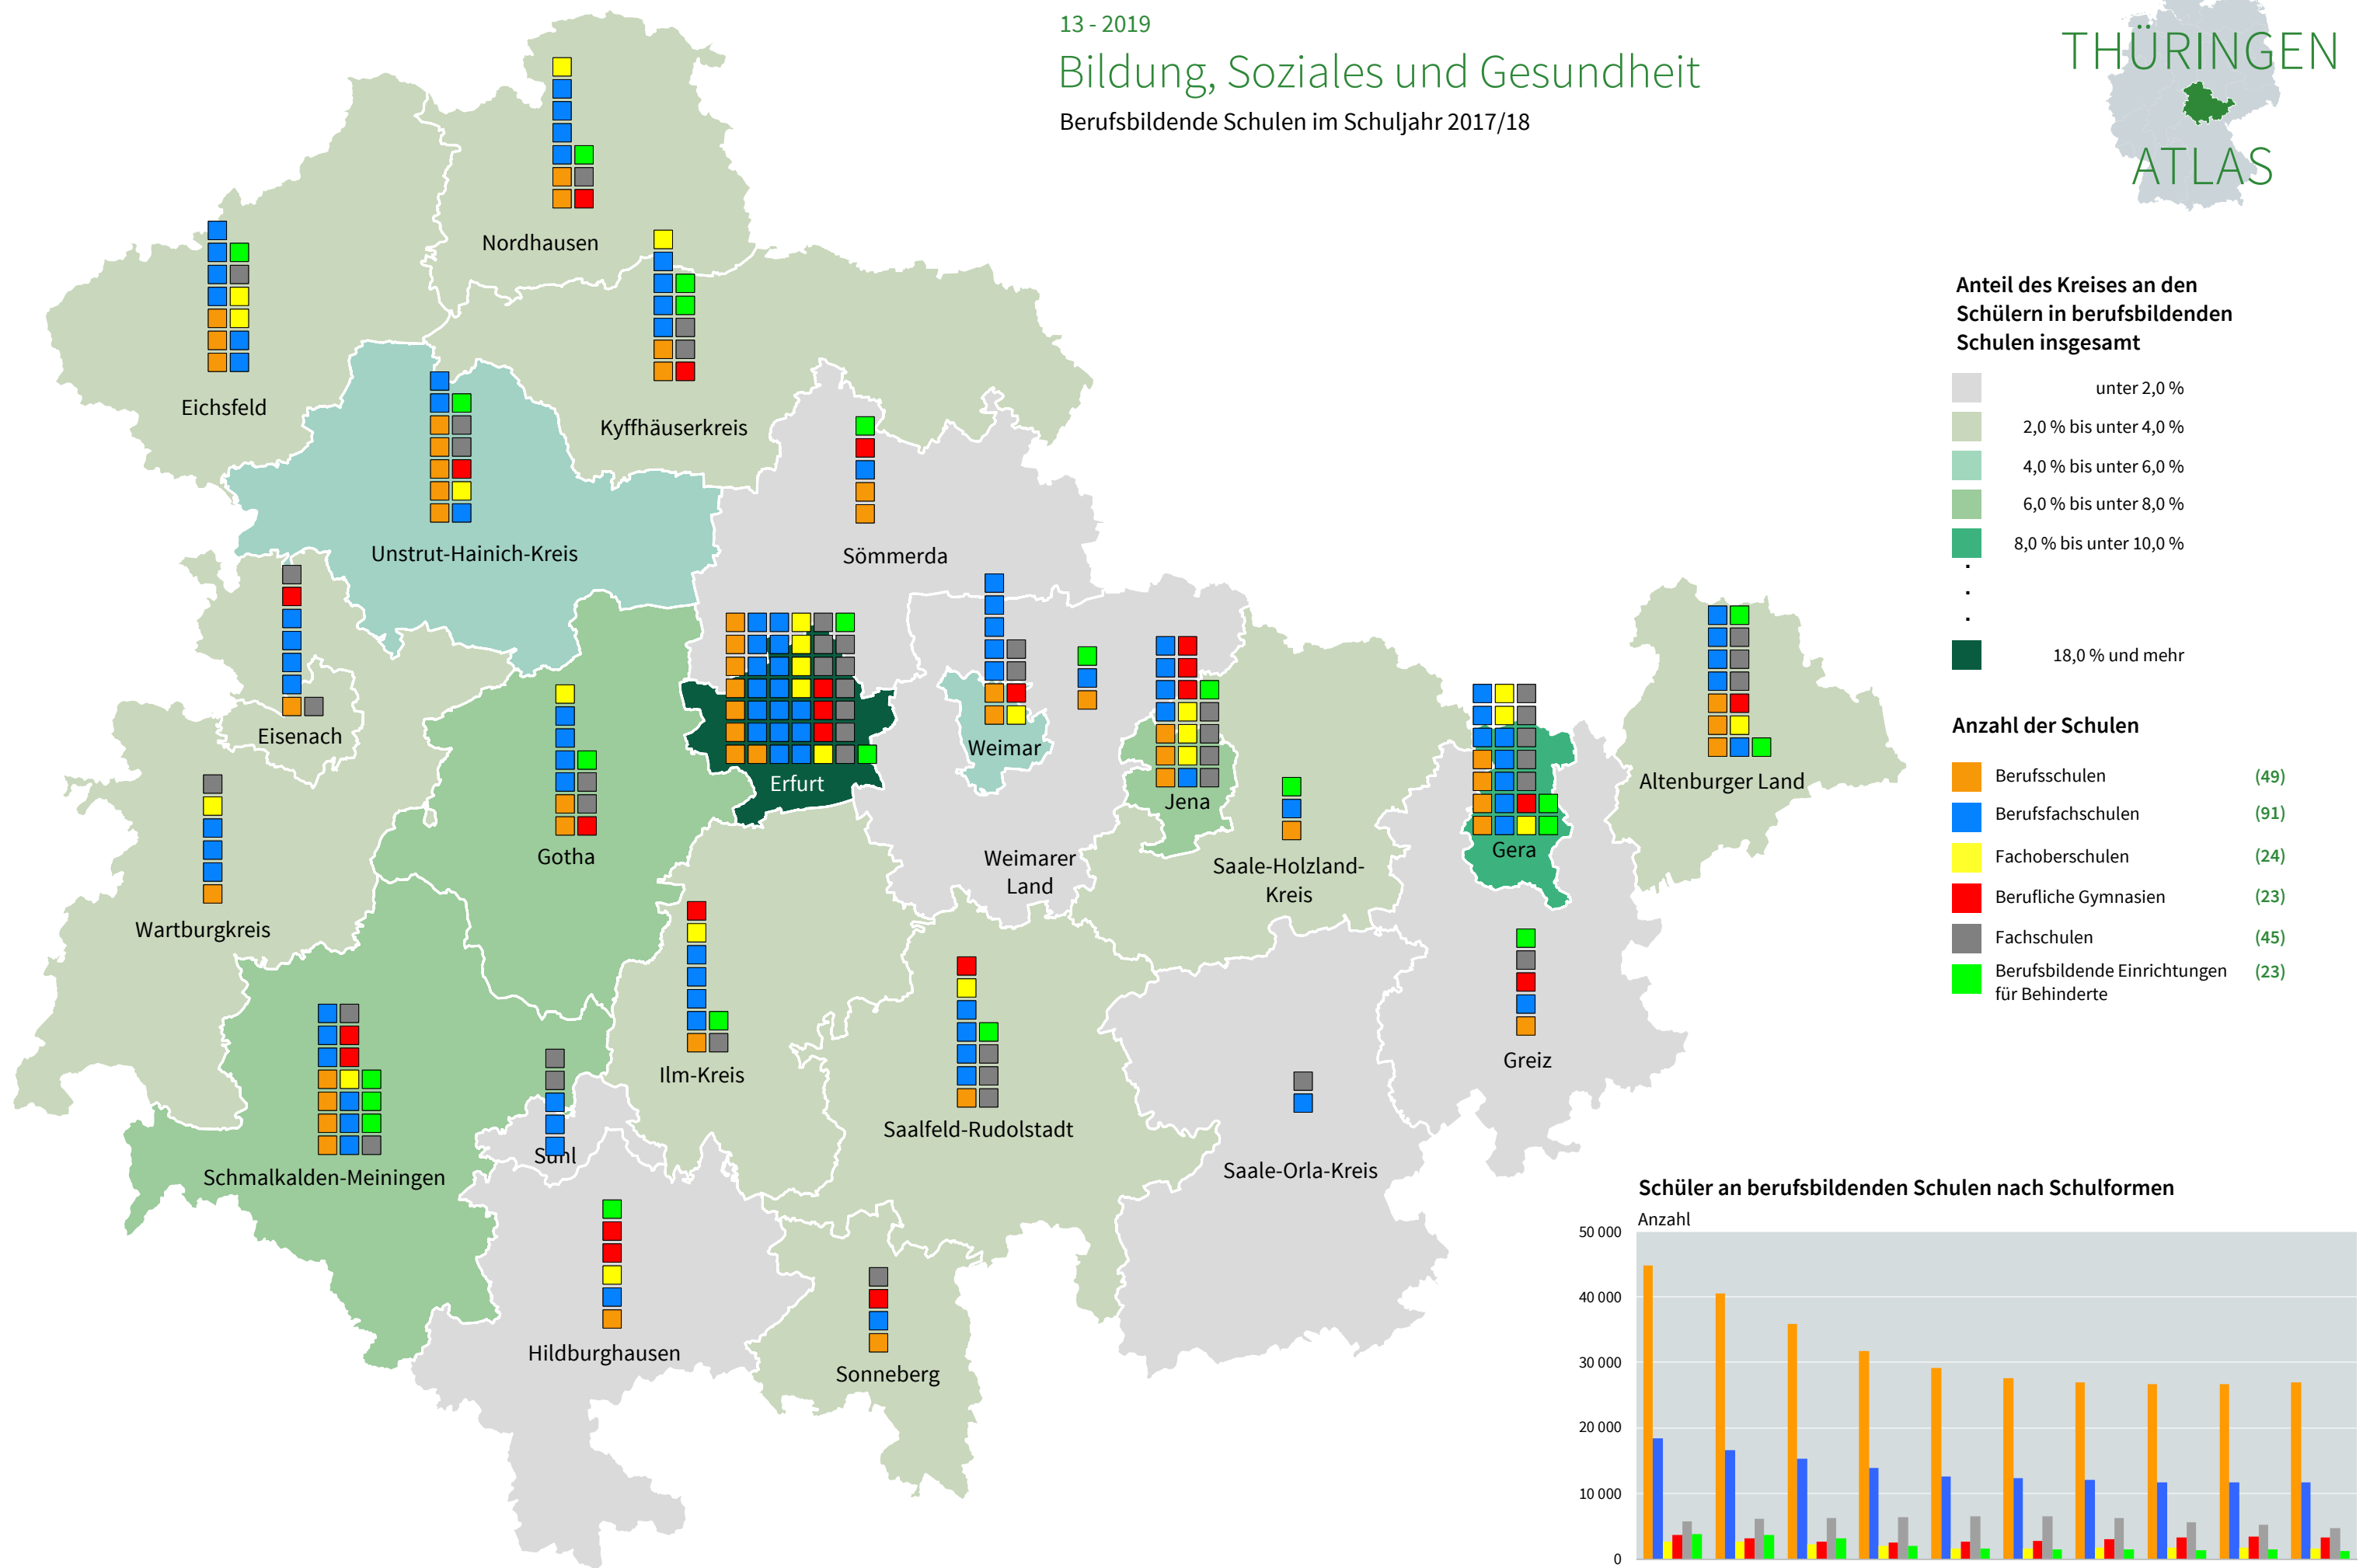 13 - 2019
Bildung, Soziales und Gesundheit
Berufsbildende Schulen im Schuljahr 2017/18
THÜRINGEN
ATLAS
Nordhausen
Eichsfeld
Kyffhäuserkreis
Unstrut-Hainich-Kreis
Sömmerda
Eisenach
Weimar
Erfurt
Jena
Altenburger Land
Gotha
Gera
Weimarer
Land
Saale-Holzland-
Kreis
Wartburgkreis
Greiz
Ilm-Kreis
Saalfeld-Rudolstadt
Suhl
Saale-Orla-Kreis
Schmalkalden-Meiningen
Hildburghausen
Sonneberg
Anteil des Kreises an den
Schülern in berufsbildenden
Schulen insgesamt
unter 2,0 %
2,0 % bis unter 4,0 %
4,0 % bis unter 6,0 %
6,0 % bis unter 8,0 %
8,0 % bis unter 10,0 %
18,0 % und mehr
Anzahl der Schulen
Berufsschulen (49)
Berufsfachschulen (91)
Fachoberschulen (24)
Berufliche Gymnasien (23)
Fachschulen (45)
Berufsbildende Einrichtungen (23)
für Behinderte
Schüler an berufsbildenden Schulen nach Schulformen
Anzahl
50 000
40 000
30 000
20 000
10 000
0